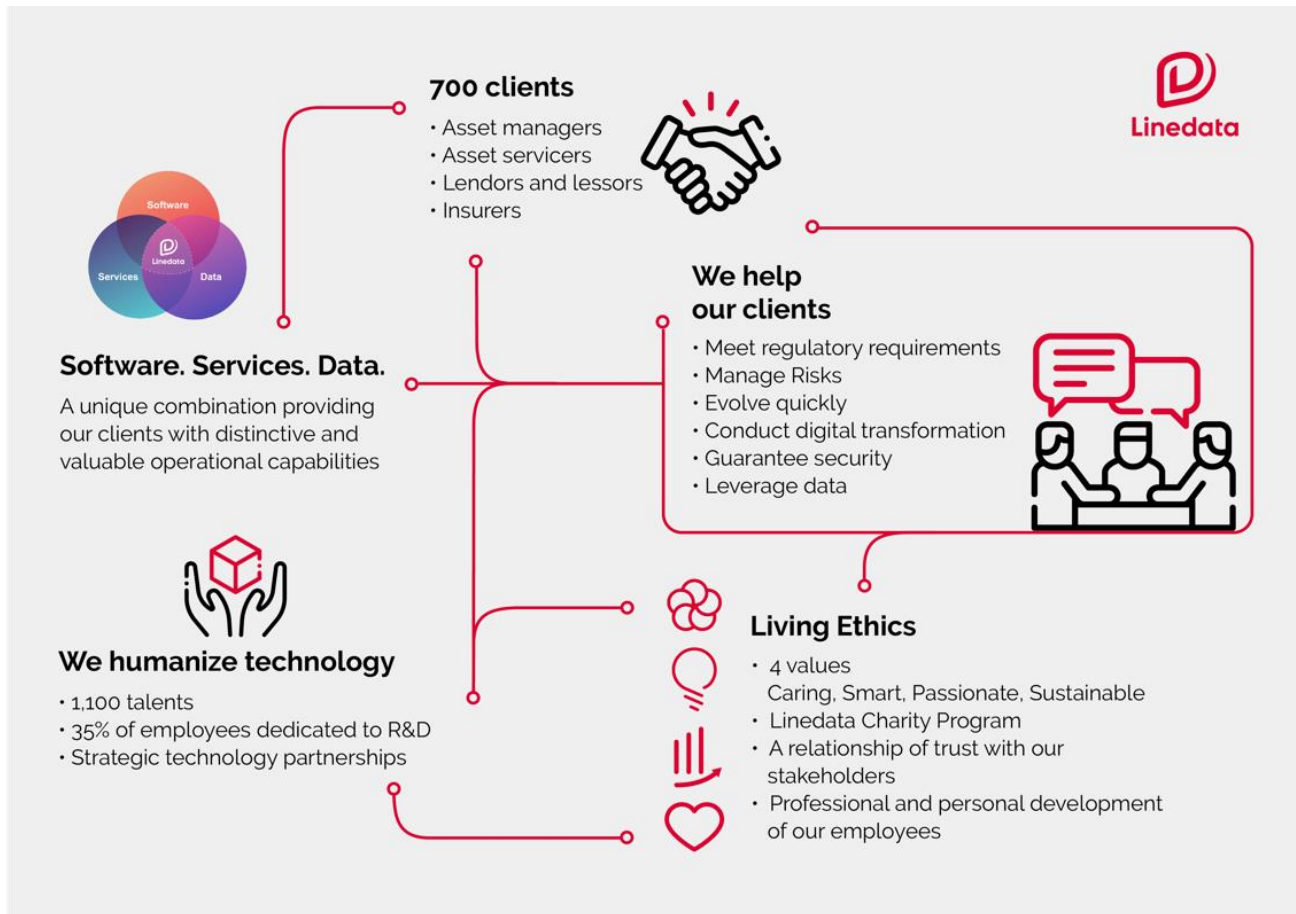 700 clients
• Asset managers
• Asset servicers
• Lendors and lessors
• Insurers
Linedata
Software
Linedata
Services
Data
Software. Services. Data.
A unique combination providing
our clients with distinctive and
valuable operational capabilities
We help
our clients
• Meet regulatory requirements
• Manage Risks
• Evolve quickly
• Conduct digital transformation
• Guarantee security
• Leverage data
We humanize technology
• 1,100 talents
• 35% of employees dedicated to R&D
• Strategic technology partnerships
Living Ethics
• 4 values
Caring, Smart, Passionate, Sustainable
• Linedata Charity Program
• A relationship of trust with our
stakeholders
• Professional and personal development
of our employees